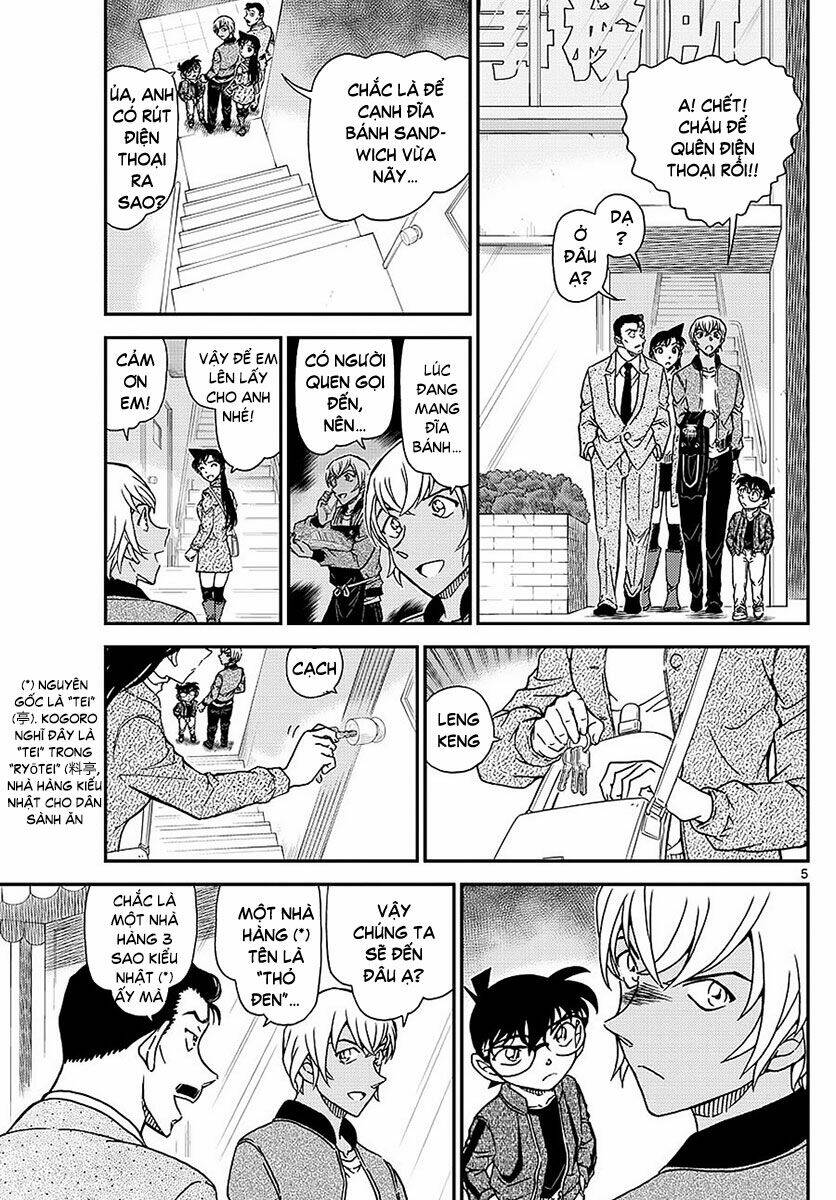 事務所
A! CHẾT!
CHÁU ĐỂ
QUÊN ĐIỆN
THOẠI RỒI!!
DẠ
?
Ở
ĐÂU Ạ?
CHẮC LÀ ĐỂ
CẠNH ĐĨA
BÁNH SAND-
WICH VỪA
NÃY...
ỦA, ANH
CÓ RÚT
ĐIỆN
THOẠI
RA
SAO?
LÚC
ĐANG
MANG
ĐĨA
BÁNH...
CÓ NGƯỜI
QUEN GỌI
ĐẾN,
NÊN...
VẬY ĐỂ EM
LÊN LẤY
CHO ANH
NHÉ!
CẢM
ƠN
EM!
LENG
KENG
CẠCH
(*) NGUYÊN
GỐC LÀ "TEI"
(亭). KOGORO
NGHĨ ĐÂY LÀ
"TEI" TRONG
"RYŌTEI" (料亭,
NHÀ HÀNG KIỂU
NHẬT CHO DÂN
SÀNH ĂN
5
VẬY
CHÚNG TA
SẼ ĐẾN
ĐÂU Ạ?
MỘT NHÀ
HÀNG (*)
TÊN LÀ
"THỎ
ĐEN"...
CHẮC LÀ
MỘT NHÀ
HÀNG 3
SAO KIỂU
NHẬT (*)
ẤY MÀ